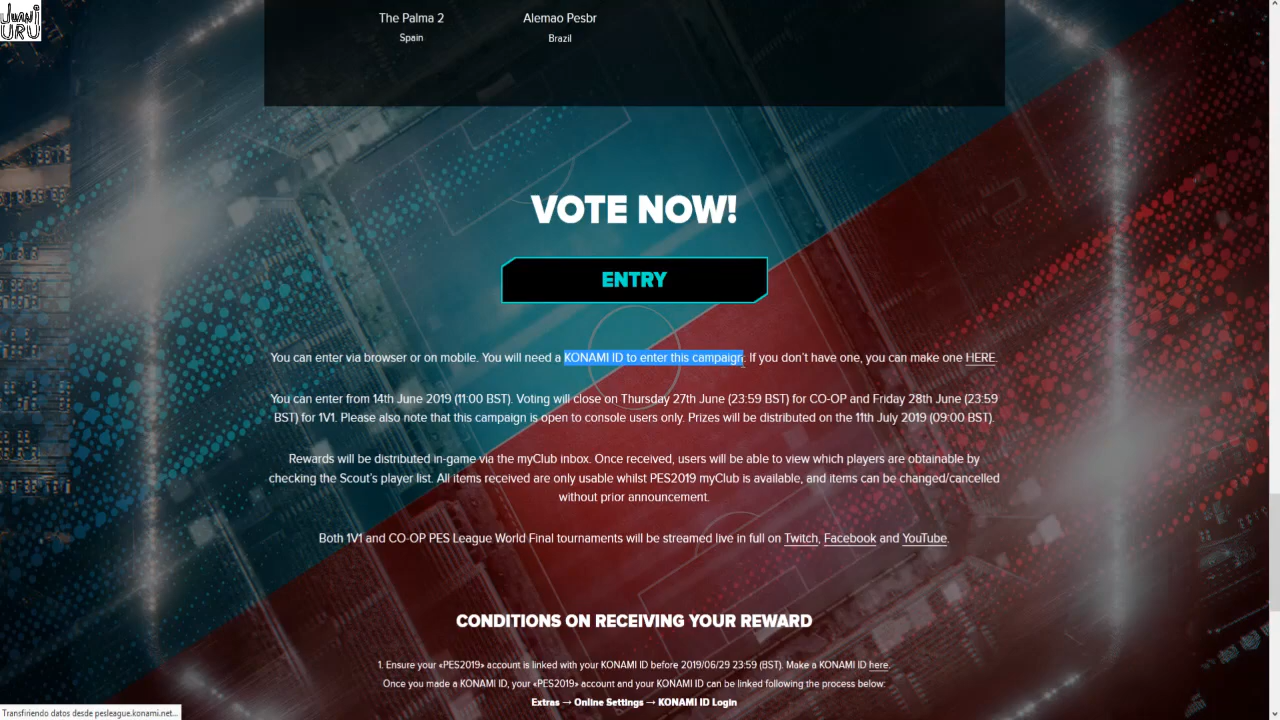 Juani
URU
The Palma 2
Alemao Pesbr
Spain
Brazil
VOTE NOW!
ENTRY
You can enter via browser or on mobile. You will need a KONAMI ID to enter this campaign. If you don't have one, you can make one HERE.
You can enter from 14th June 2019 (11:00 BST). Voting will close on Thursday 27th June (23:59 BST) for CO-OP and Friday 28th June (23:59
BST) for 1V1. Please also note that this campaign is open to console users only. Prizes will be distributed on the 11th July 2019 (09:00 BST).
Rewards will be distributed in-game via the myClub inbox. Once received, users will be able to view which players are obtainable by
checking the Scout's player list. All items received are only usable whilst PES2019 myClub is available, and items can be changed/cancelled
without prior announcement.
Both 1V1 and CO-OP PES League World Final tournaments will be streamed live in full on Twitch, Facebook and YouTube.
CONDITIONS ON RECEIVING YOUR REWARD
1. Ensure your «PES2019» account is linked with your KONAMI ID before 2019/06/29 23:59 (BST). Make a KONAMI ID here.
Once you made a KONAMI ID, your «PES2019» account and your KONAMI ID can be linked following the process below:
Extras → Online Settings → KONAMI ID Login
Transfiriendo datos desde pesleague.konami.net...